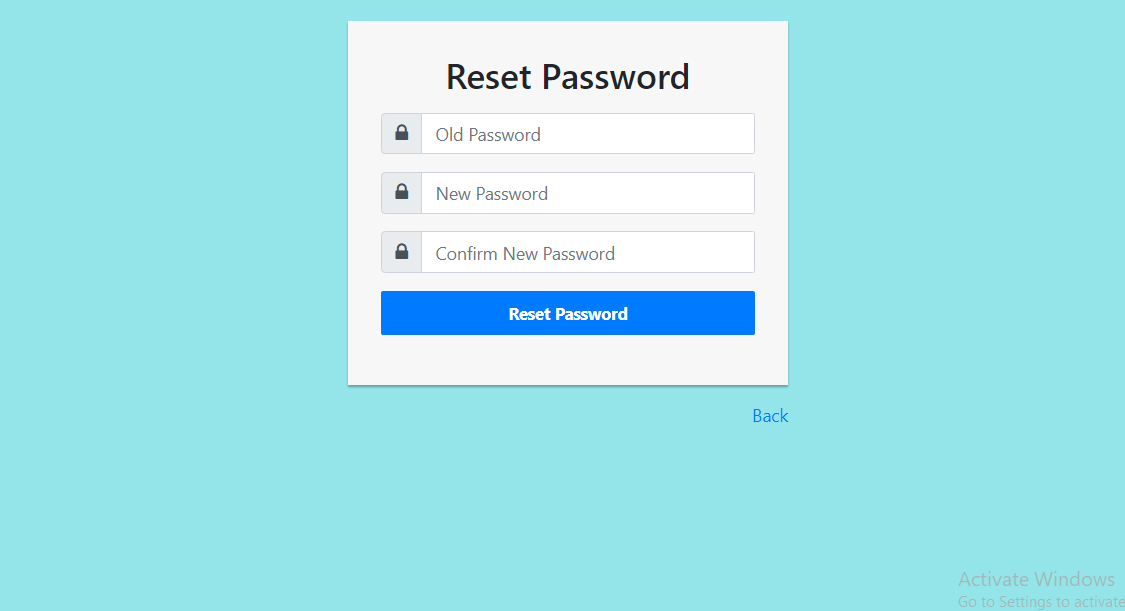 Reset Password
Old Password
New Password
Confirm New Password
Reset Password
Back
Activate Windows
Go to Settings to activate